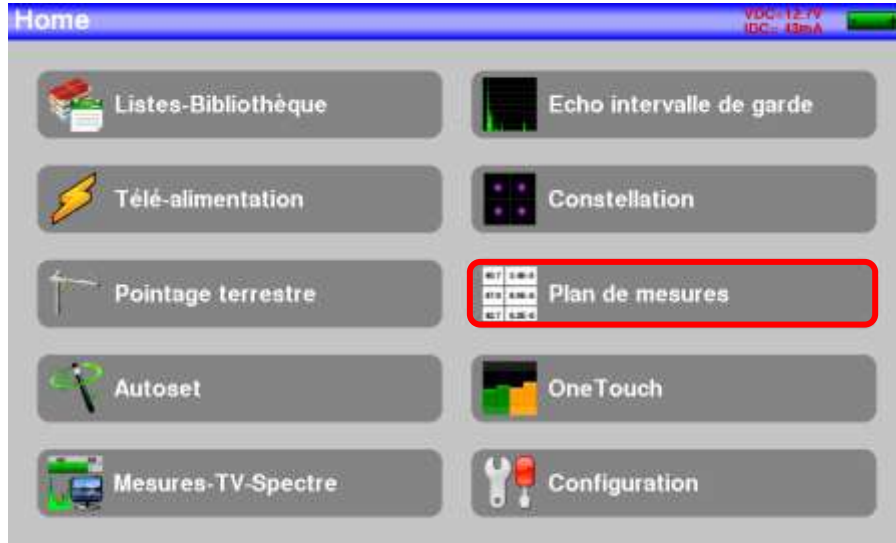 Home
VDC=12.7V
IDC= 43mA
Listes-Bibliothèque
Echo intervalle de garde
Télé-alimentation
Constellation
Pointage terrestre
Plan de mesures
Autoset
OneTouch
Mesures-TV-Spectre
Configuration